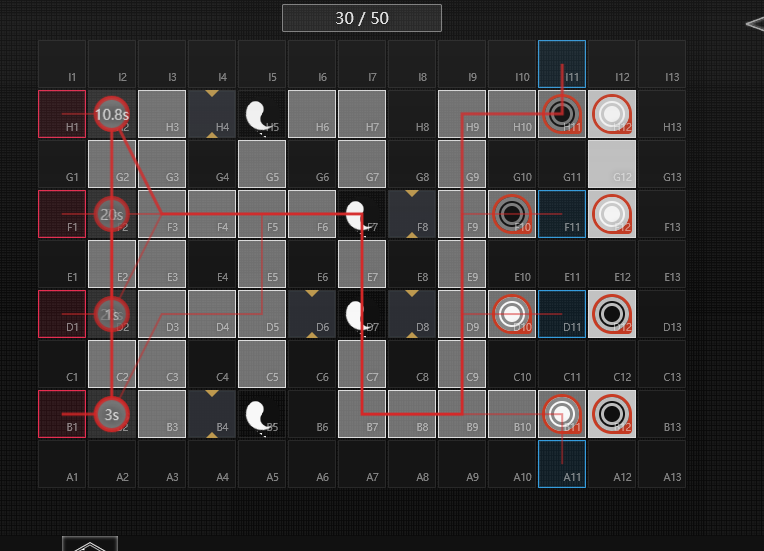 30 / 50
I1 I2 I3 I4 I5 I6 I7 I8 I9 I10 I11 I12 I13
H1 10.8s H3 H4 H5 H6 H7 H8 H9 H10 H11 H12 H13
G1 G2 G3 G4 G5 G6 G7 G8 G9 G10 G11 G12 G13
F1 F2 F3 F4 F5 F6 F7 F8 F9 F10 F11 F12 F13
E1 E2 E3 E4 E5 E6 E7 E8 E9 E10 E11 E12 E13
D1 D2 D3 D4 D5 D6 D7 D8 D9 D10 D11 D12 D13
C1 C2 C3 C4 C5 C6 C7 C8 C9 C10 C11 C12 C13
B1 3s B3 B4 B5 B6 B7 B8 B9 B10 B11 B12 B13
A1 A2 A3 A4 A5 A6 A7 A8 A9 A10 A11 A12 A13